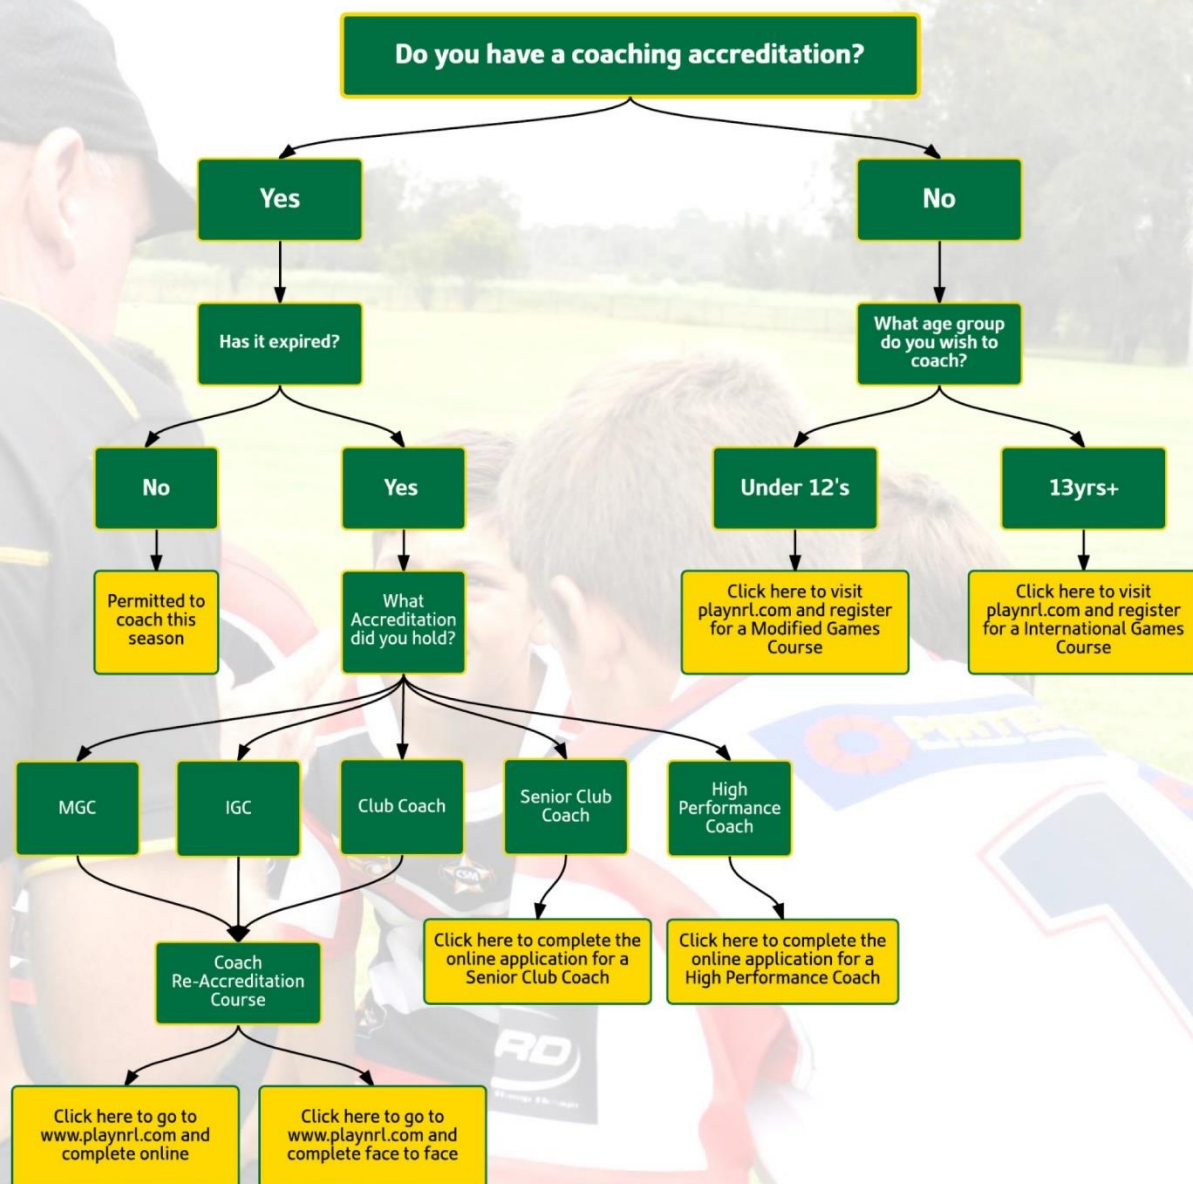 Do you have a coaching accreditation?
Yes
No
Has it expired?
What age group
do you wish to
coach?
No
Yes
Under 12's
13yrs+
Permitted to
coach this
season
What
Accreditation
did you hold?
Click here to visit
playnrl.com and register
for a Modified Games
Course
Click here to visit
playnrl.com and register
for a International Games
Course
MGC
IGC
Club Coach
Senior Club
Coach
High
Performance
Coach
CSM
Coach
Re-Accreditation
Course
Click here to complete the
online application for a
Senior Club Coach
Click here to complete the
online application for a
High Performance Coach
RD
Click here to go to
www.playnrl.com and
complete online
Click here to go to
www.playnrl.com and
complete face to face